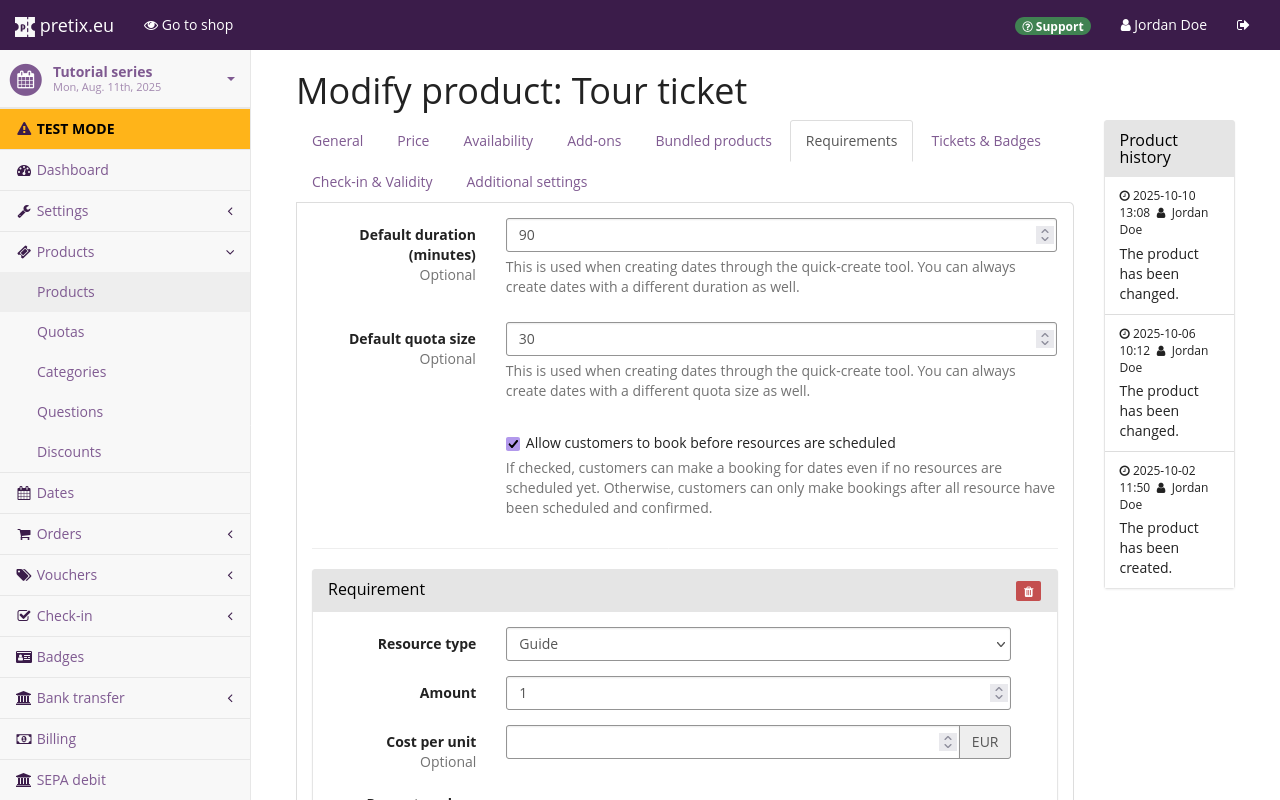 pretix.eu
Go to shop
Support
Jordan Doe
Tutorial series
Mon, Aug. 11th, 2025
TEST MODE
Dashboard
Settings
Products
Products
Quotas
Categories
Questions
Discounts
Dates
Orders
Vouchers
Check-in
Badges
Bank transfer
Billing
SEPA debit
Modify product: Tour ticket
General
Price
Availability
Add-ons
Bundled products
Requirements
Tickets & Badges
Check-in & Validity
Additional settings
Default duration
(minutes)
Optional
90
This is used when creating dates through the quick-create tool. You can always
create dates with a different duration as well.
Default quota size
Optional
30
This is used when creating dates through the quick-create tool. You can always
create dates with a different quota size as well.
Allow customers to book before resources are scheduled
If checked, customers can make a booking for dates even if no resources are
scheduled yet. Otherwise, customers can only make bookings after all resource have
been scheduled and confirmed.
Requirement
Resource type
Guide
Amount
1
Cost per unit
Optional
EUR
Product
history
2025-10-10
13:08 Jordan
Doe
The product
has been
changed.
2025-10-06
10:12 Jordan
Doe
The product
has been
changed.
2025-10-02
11:50 Jordan
Doe
The product
has been
created.